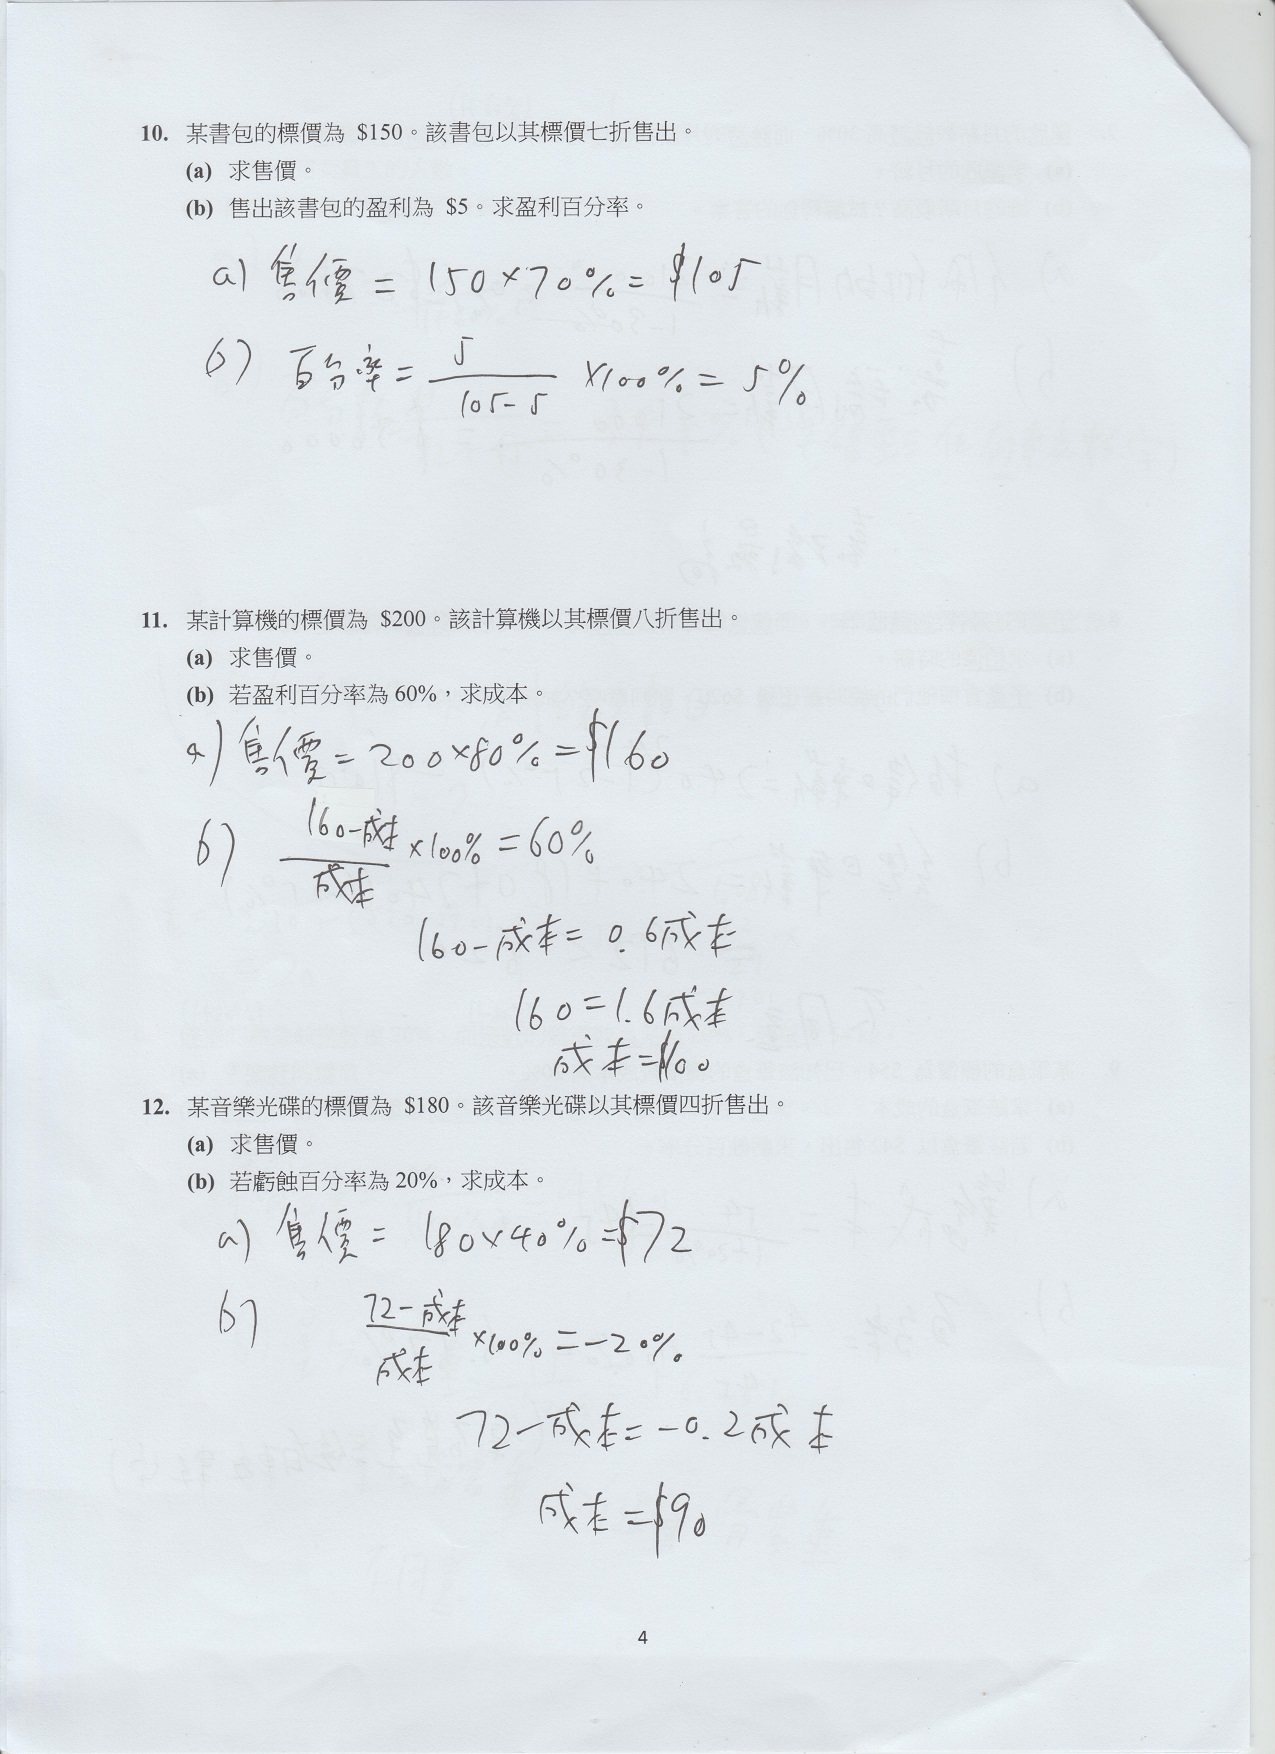 10. 某書包的標價為 $150。該書包以其標價七折售出。
(a) 求售價。
(b) 售出該書包的盈利為 $5。求盈利百分率。
a) 售價 = 150×70% = $105
b) 百分率 = 5/(105-5) ×100% = 5%
11. 某計算機的標價為 $200。該計算機以其標價八折售出。
(a) 求售價。
(b) 若盈利百分率為 60%，求成本。
a) 售價 = 200×80% = $160
b) (160-成本)/成本 ×100% = 60%
160-成本 = 0.6成本
160 = 1.6成本
成本 = $100
12. 某音樂光碟的標價為 $180。該音樂光碟以其標價四折售出。
(a) 求售價。
(b) 若虧蝕百分率為 20%，求成本。
a) 售價 = 180×40% = $72
b) (72-成本)/成本 ×100% = -20%
72-成本 = -0.2成本
成本 = $90
4